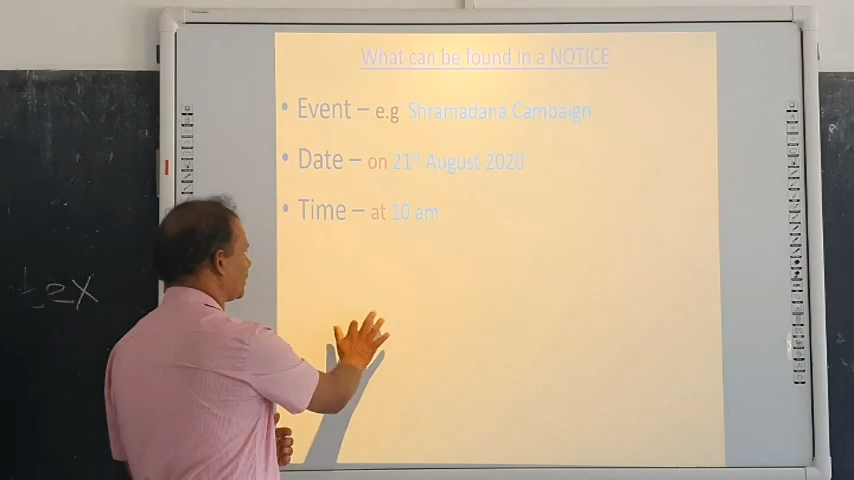 What can be found in a NOTICE
• Event – e.g Shramadana Campaign
• Date – on 21st August 2020
• Time – at 10 am